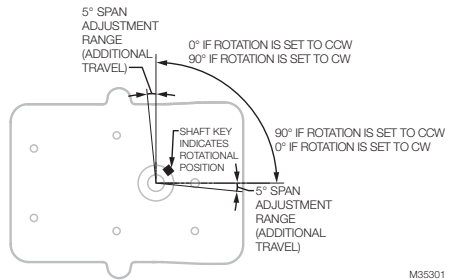 5° SPAN
ADJUSTMENT
RANGE
(ADDITIONAL
TRAVEL)
0° IF ROTATION IS SET TO CCW
90° IF ROTATION IS SET TO CW
SHAFT KEY
INDICATES
ROTATIONAL
POSITION
90° IF ROTATION IS SET TO CCW
0° IF ROTATION IS SET TO CW
5° SPAN
ADJUSTMENT
RANGE
(ADDITIONAL
TRAVEL)
M35301